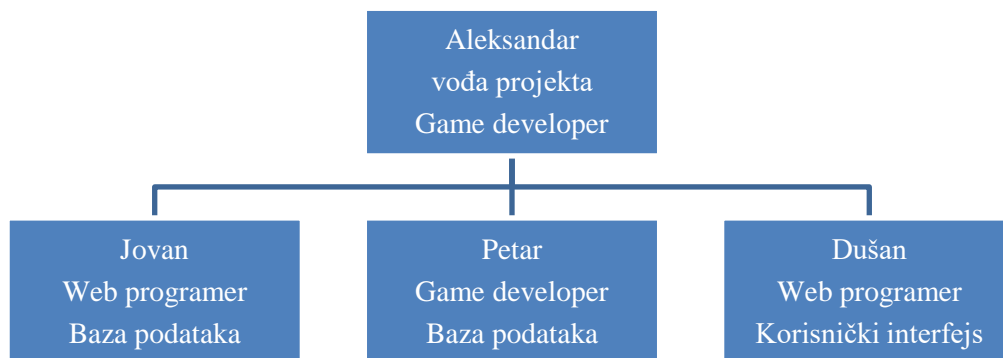 Aleksandar
vođa projekta
Game developer
Jovan
Web programer
Baza podataka
Petar
Game developer
Baza podataka
Dušan
Web programer
Korisnički interfejs